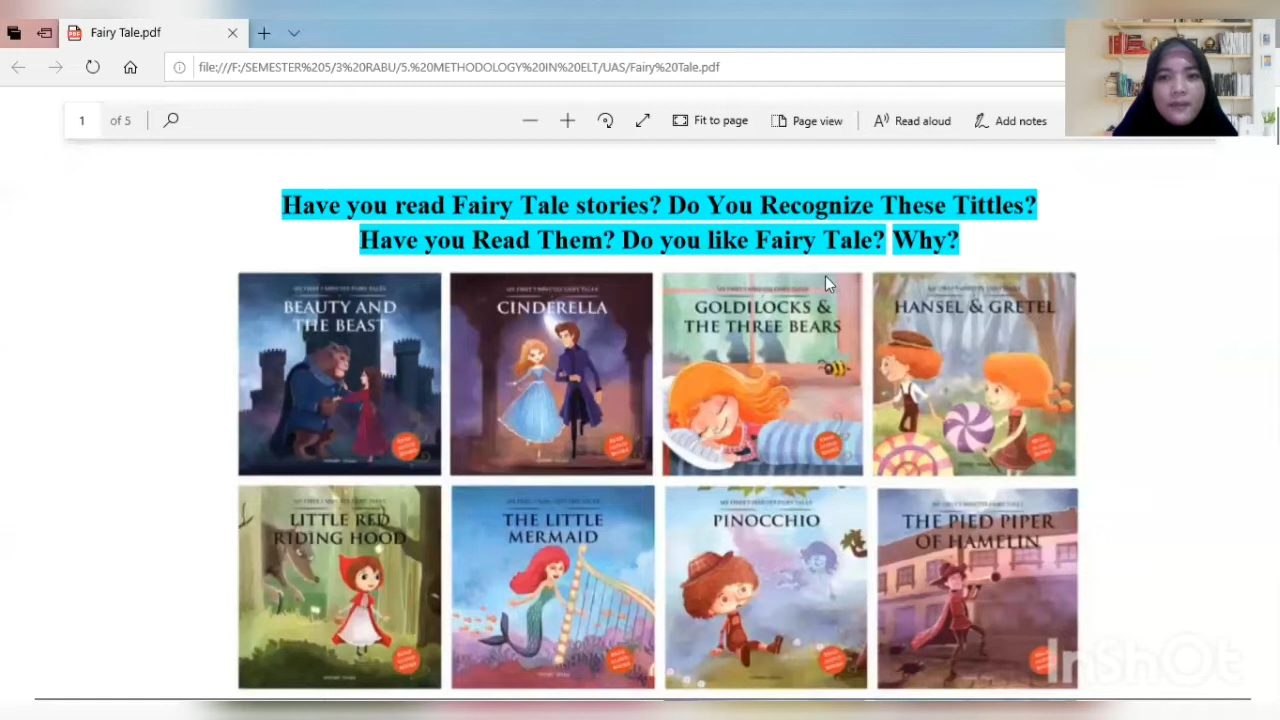 Fairy Tale.pdf
file:///F:/SEMESTER%205/3%20RABU/5.%20METHODOLOGY%20IN%20ELT/UAS/Fairy%20Tale.pdf
1 of 5
Fit to page
Page view
Read aloud
Add notes
Have you read Fairy Tale stories? Do You Recognize These Tittles?
Have you Read Them? Do you like Fairy Tale? Why?
BEAUTY AND
THE BEAST
CINDERELLA
GOLDILOCKS &
THE THREE BEARS
HANSEL & GRETEL
LITTLE RED
RIDING HOOD
THE LITTLE
MERMAID
PINOCCHIO
THE PIED PIPER
OF HAMELIN
InShOt